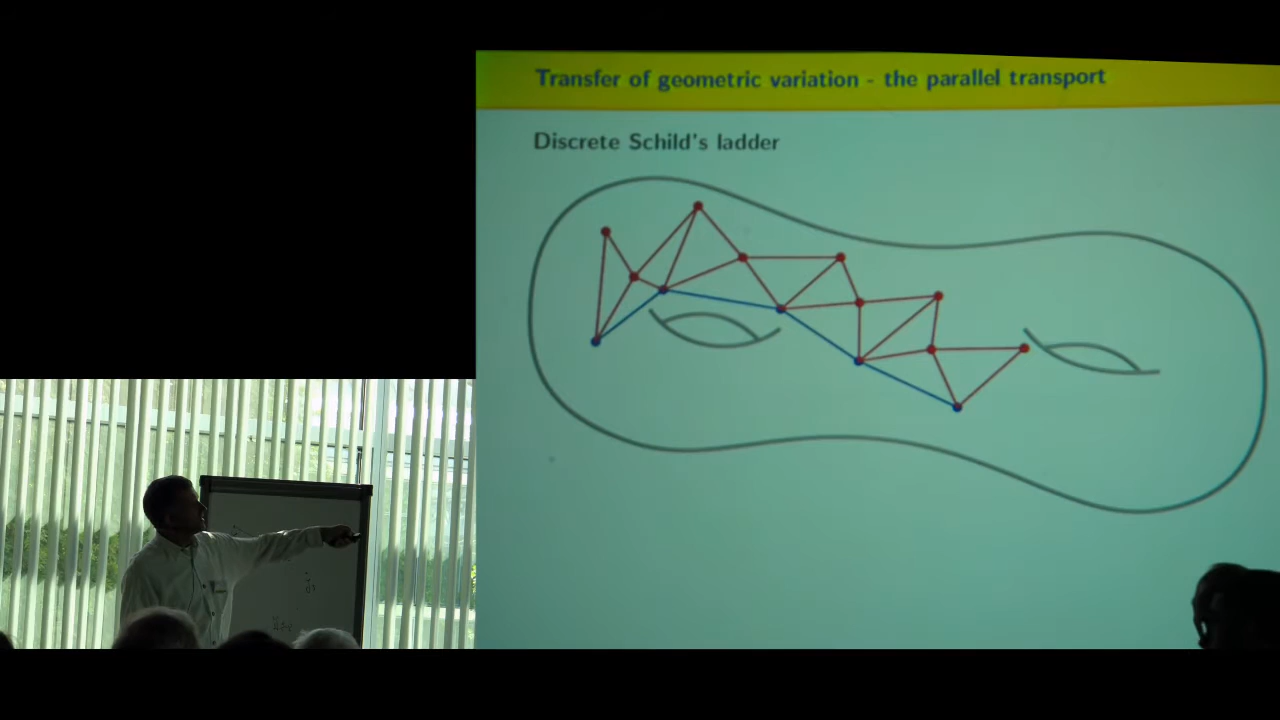 Transfer of geometric variation - the parallel transport
Discrete Schild's ladder